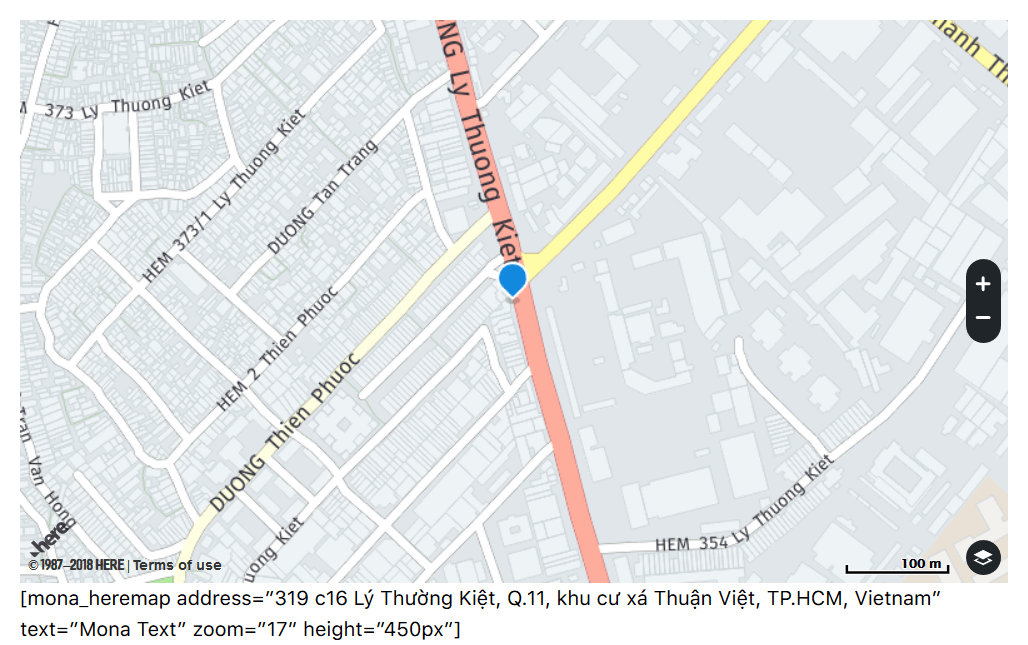 NG Ly Thuong Kiet
hanh Th
373 Ly Thuong Kiet
HEM 373/1 Ly Thuong Kiet
DUONG Tan Trang
HEM 2 Thien Phuoc
DUONG Thien Phuoc
Tran Van Hong
uong Kiet
HEM 354 Ly Thuong Kiet
+
−
here
© 1987–2018 HERE | Terms of use
100 m
[mona_heremap address=”319 c16 Lý Thường Kiệt, Q.11, khu cư xá Thuận Việt, TP.HCM, Vietnam”
text=”Mona Text” zoom=”17″ height=”450px”]